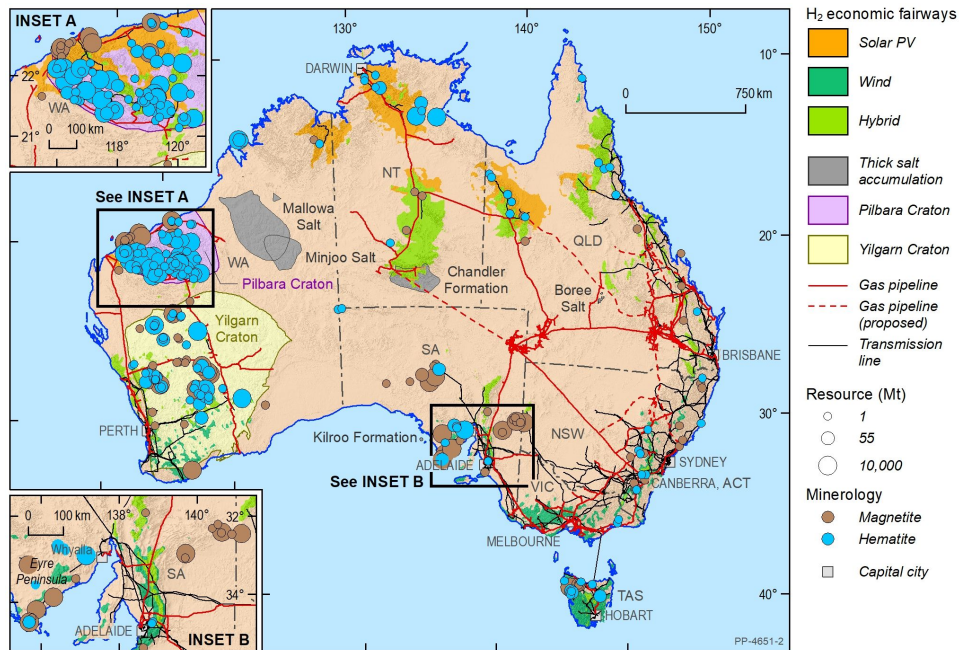 INSET A
22°
WA
0 100 km
21°
118°
120°
130°
140°
150°
10°
DARWIN
0
750 km
NT
See INSET A
Mallowa
Salt
QLD
20°
Minjoo Salt
WA
Chandler
Formation
Pilbara Craton
Boree
Salt
Yilgarn
Craton
SA
BRISBANE
30°
PERTH
Kilroo Formation
NSW
ADELAIDE
SYDNEY
See INSET B
VIC
CANBERRA, ACT
MELBOURNE
TAS
40°
HOBART
130°
140°
150°
PP-4651-2
0 100 km
138°
140°
32°
Whyalla
Eyre
Peninsula
SA
34°
ADELAIDE
INSET B
H2 economic fairways
Solar PV
Wind
Hybrid
Thick salt
accumulation
Pilbara Craton
Yilgarn Craton
Gas pipeline
Gas pipeline
(proposed)
Transmission
line
Resource (Mt)
1
55
10,000
Minerology
Magnetite
Hematite
Capital city